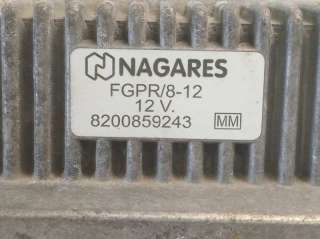 NAGARES
FGPR/8-12
12 V.
8200859243 MM